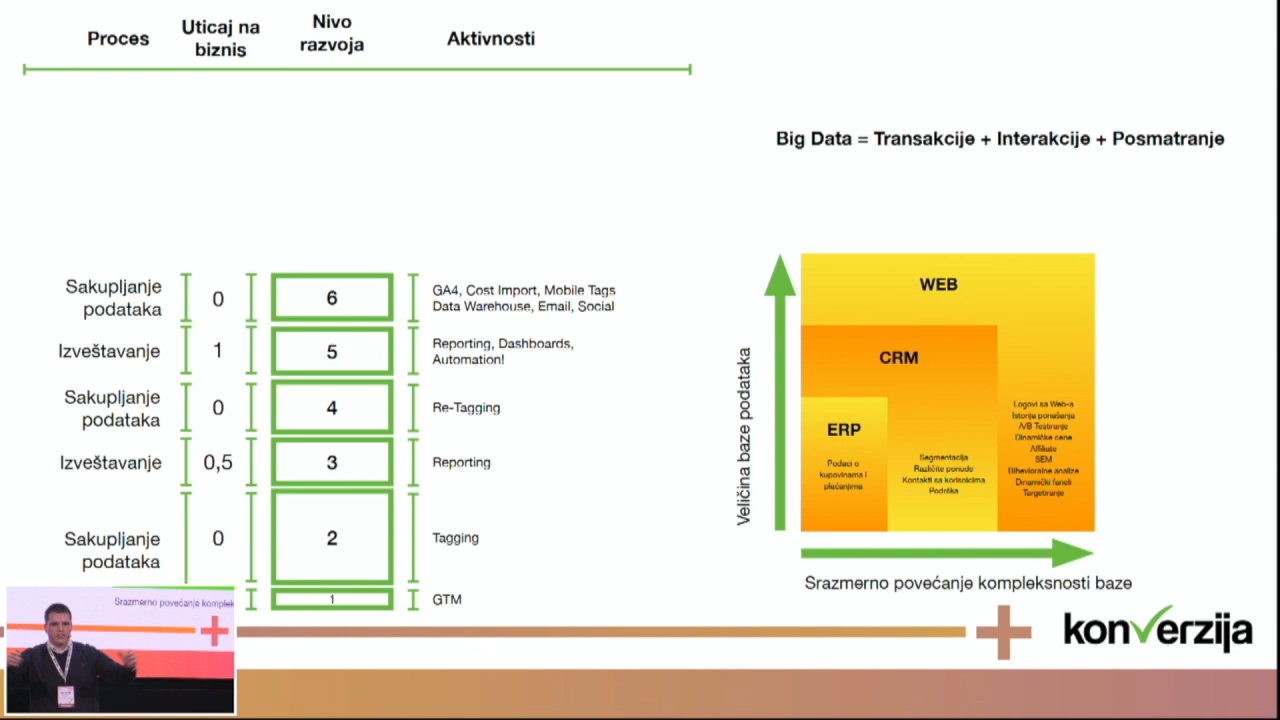 Proces
Uticaj na
biznis
Nivo
razvoja
Aktivnosti
Big Data = Transakcije + Interakcije + Posmatranje
Sakupljanje
podataka
0
6
GA4, Cost Import, Mobile Tags
Data Warehouse, Email, Social
Izveštavanje
1
5
Reporting, Dashboards,
Automation!
Sakupljanje
podataka
0
4
Re-Tagging
Izveštavanje
0,5
3
Reporting
Sakupljanje
podataka
0
2
Tagging
1
GTM
Veličina baze podataka
WEB
CRM
ERP
Podaci o
kupovinama i
plaćanjima
Segmentacija
Različite ponude
Kontakti sa korisnicima
Podrška
Logovi sa Web-a
Istorija ponašanja
A/B Testiranje
Dinamičke cene
Affiliate
SEM
Bihevioralne analize
Dinamički faneli
Targetiranje
Srazmerno povećanje kompleksnosti baze
Srazmerno povećanje komplek
konverzija